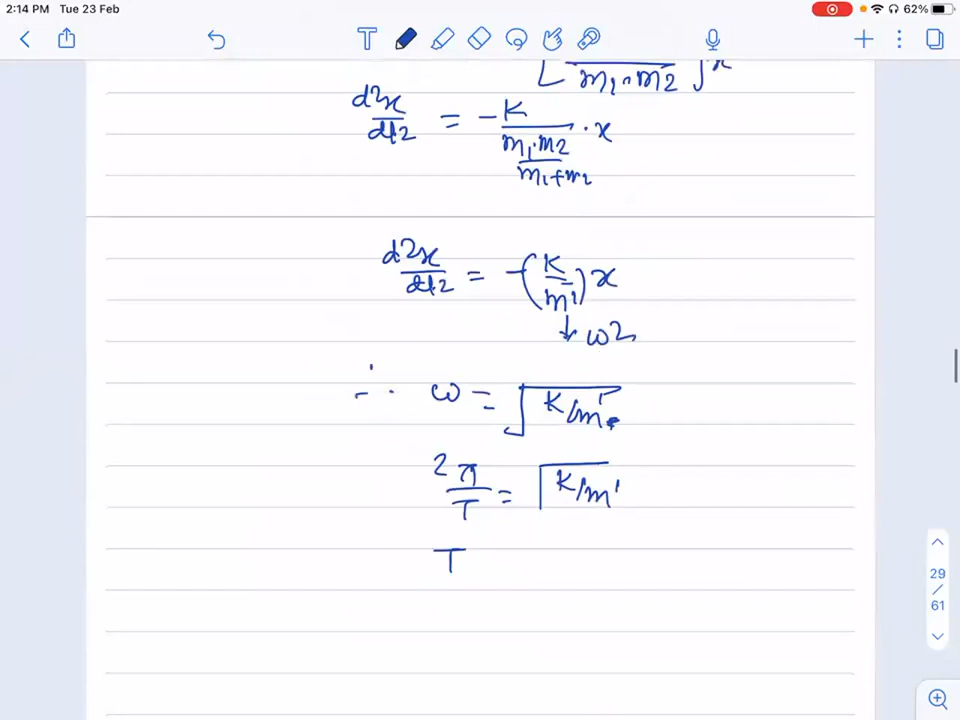 2:14 PM Tue 23 Feb 62%
m1·m2 x
d2x/dt2 = -K/(m1·m2/m1+m2) · x
d2x/dt2 = -(K/m') x
↓ ω2
∴ ω = √K/m'
2π/T = √K/m'
T
29
/
61